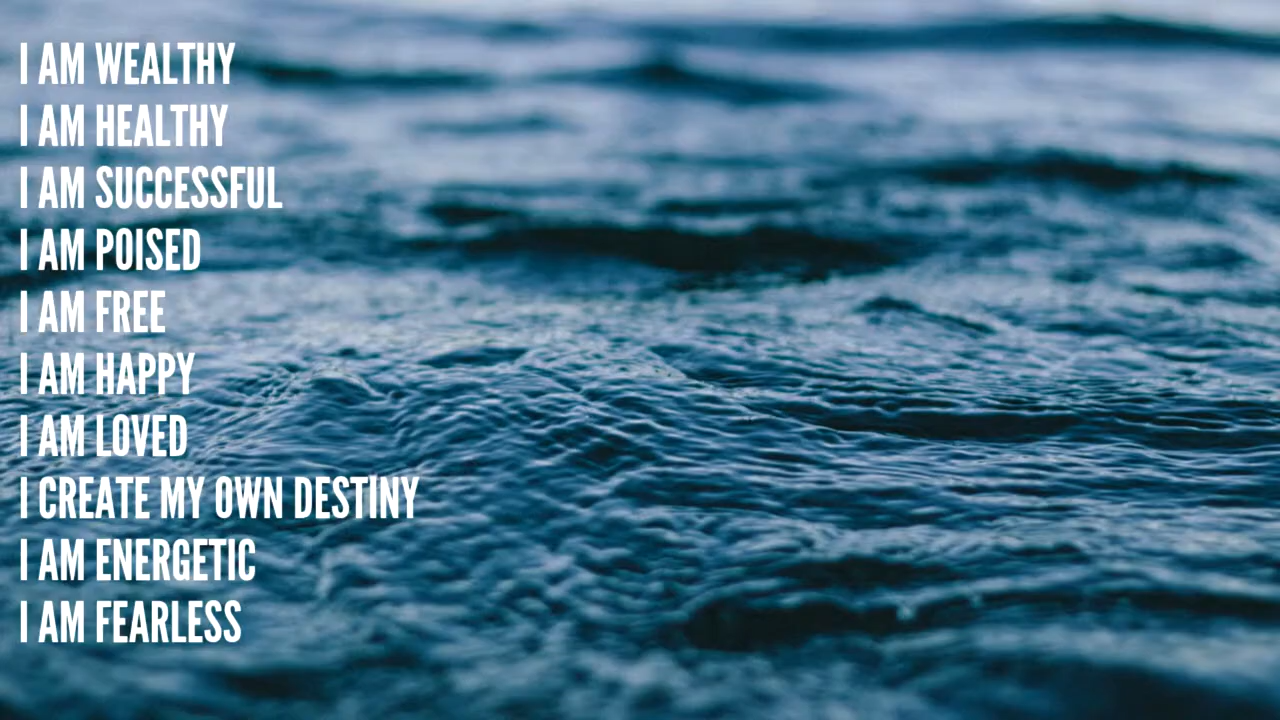 I AM WEALTHY
I AM HEALTHY
I AM SUCCESSFUL
I AM POISED
I AM FREE
I AM HAPPY
I AM LOVED
I CREATE MY OWN DESTINY
I AM ENERGETIC
I AM FEARLESS